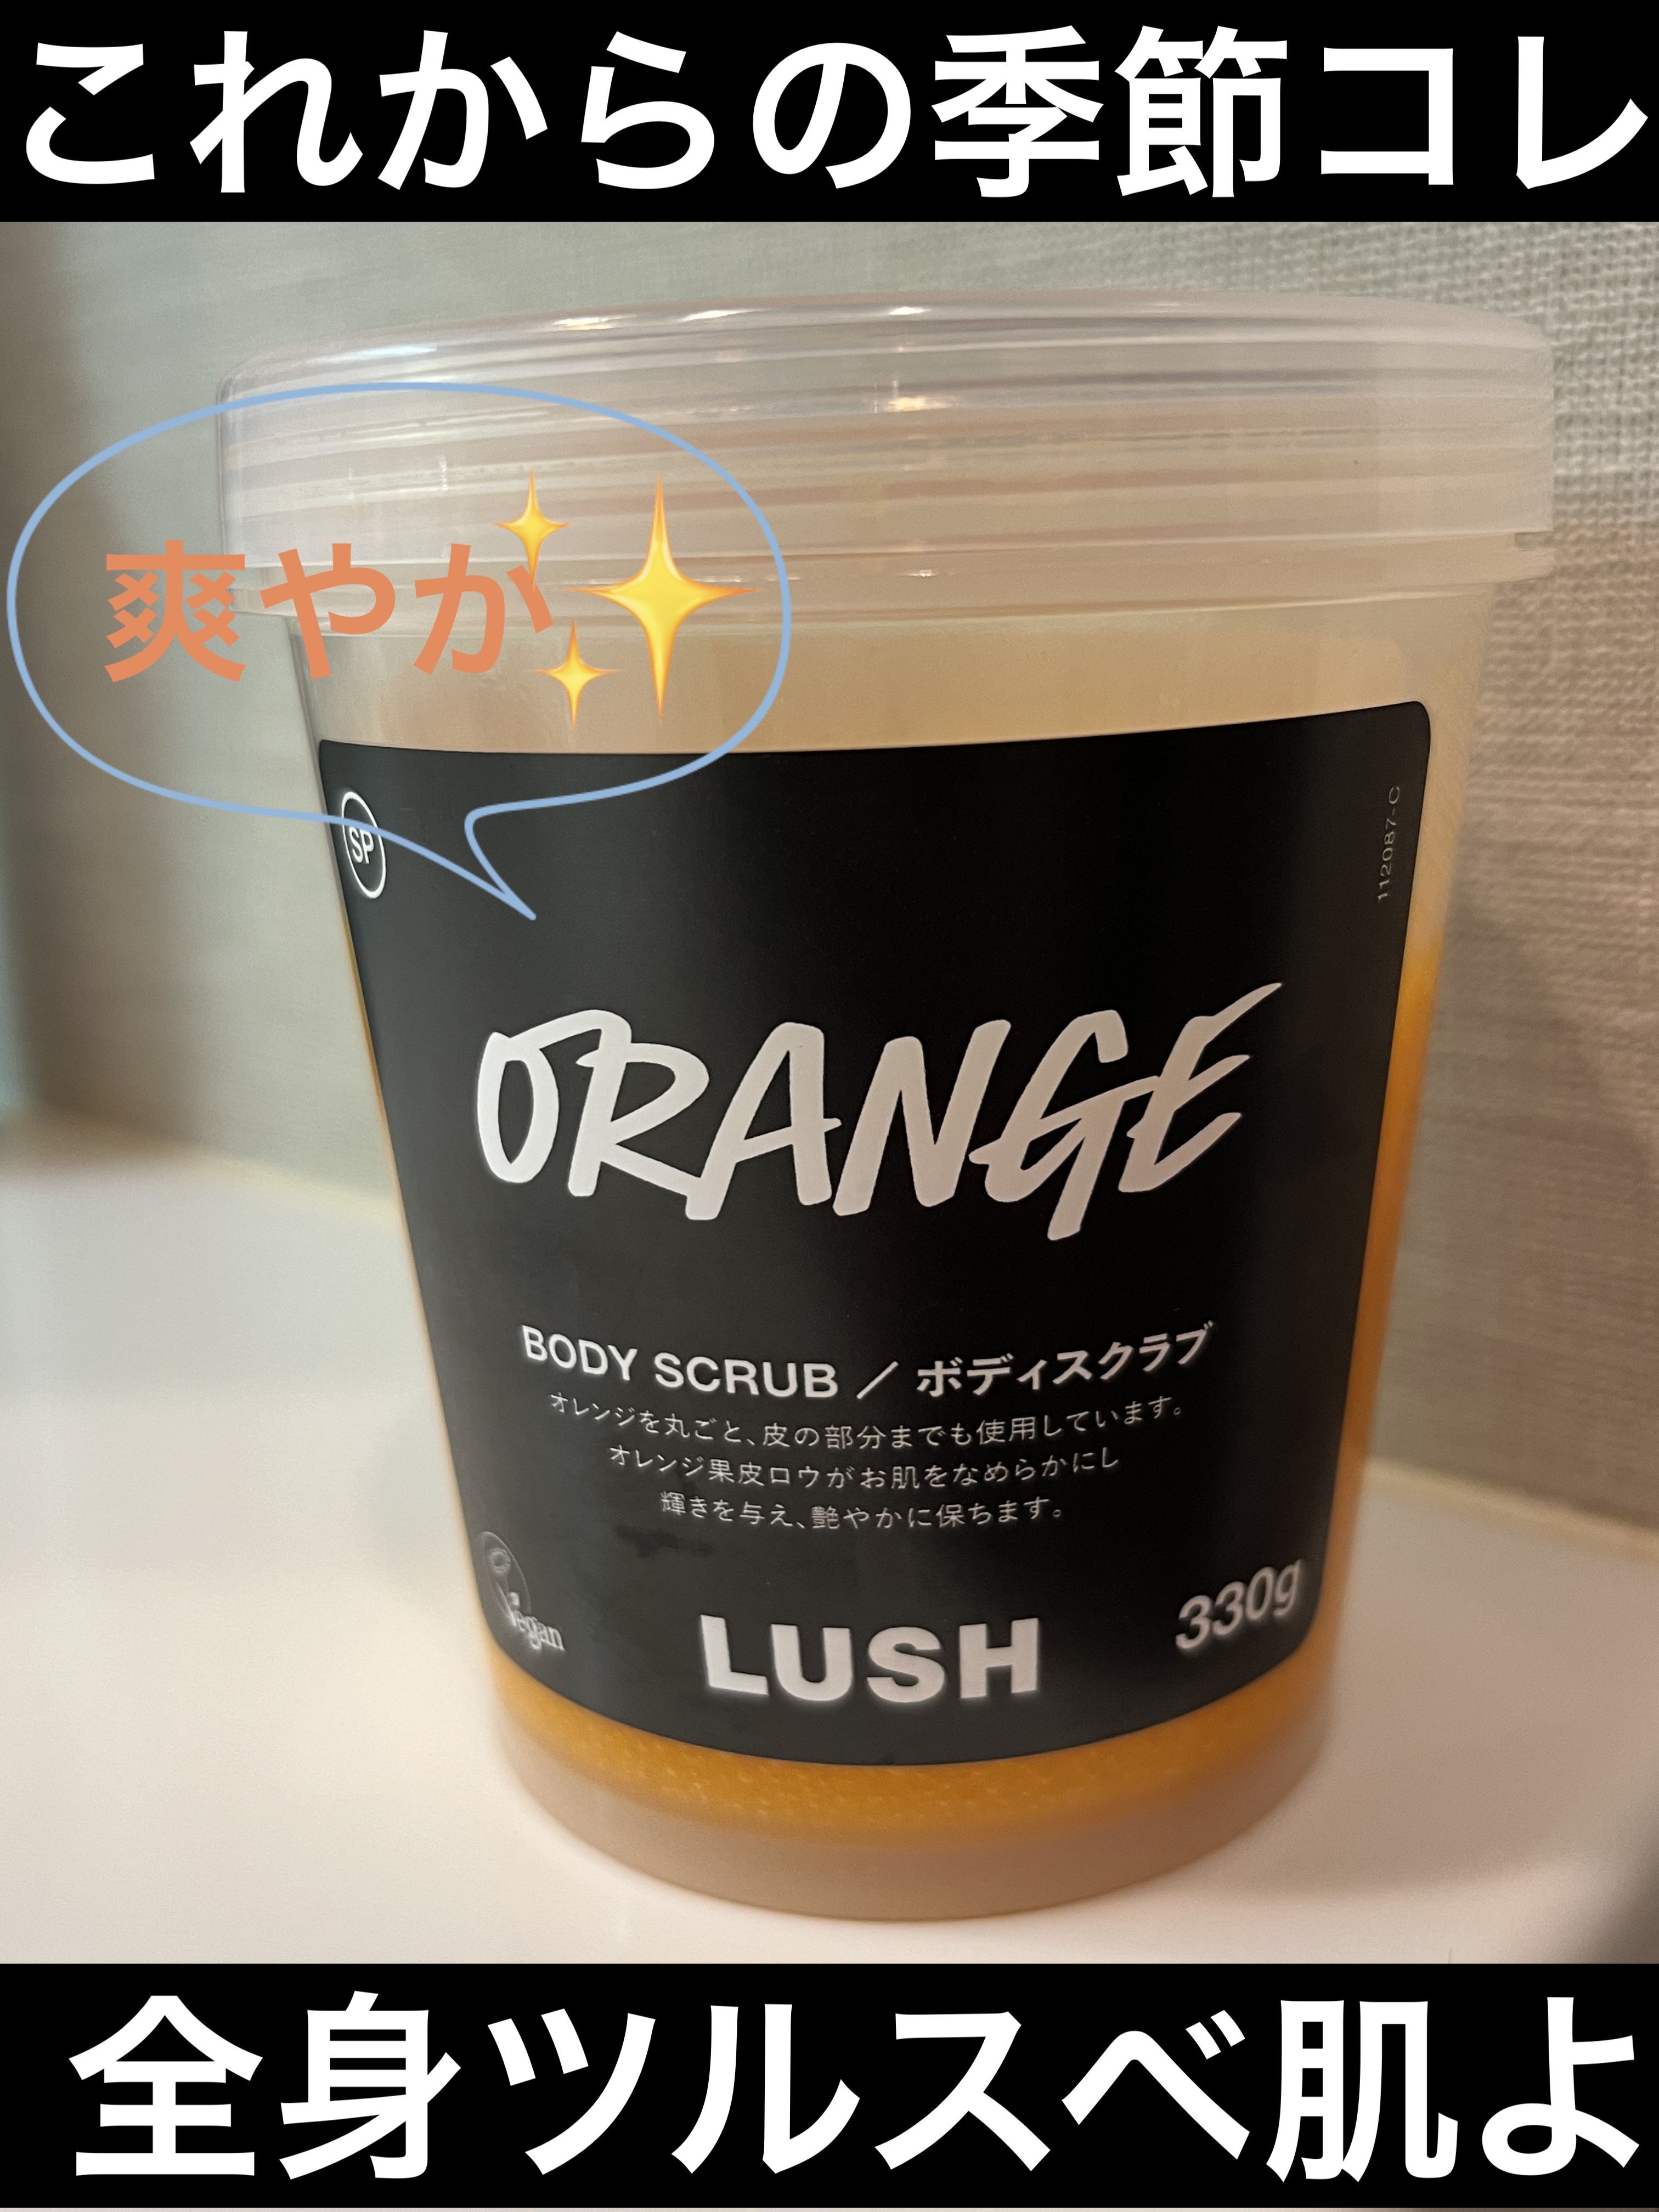 これからの季節コレ
爽やか✨
SP
112087-C
ORANGE
BODY SCRUB ／ ボディスクラブ
オレンジを丸ごと、皮の部分までも使用しています。
オレンジ果皮ロウがお肌をなめらかにし
輝きを与え、艶やかに保ちます。
Vegan
LUSH
330g
全身ツルスベ肌よ